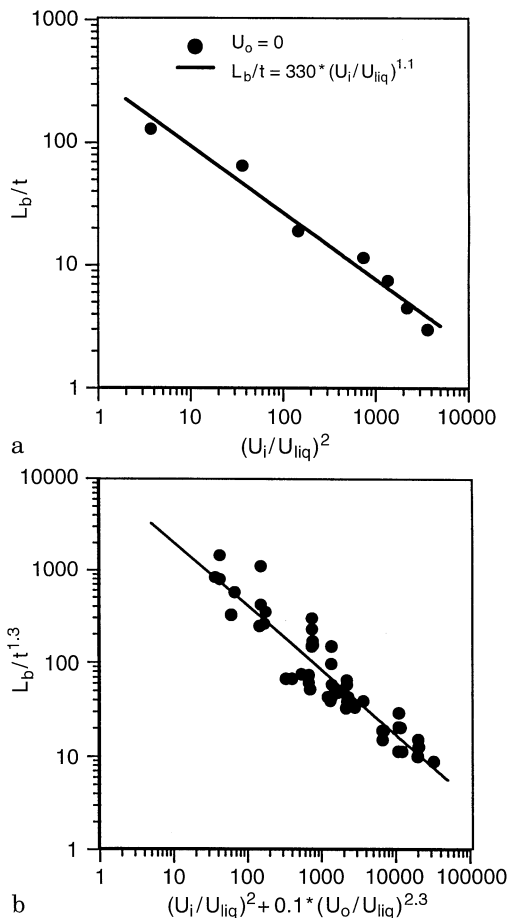 1000
U₀ = 0
L_b/t = 330*(U_i/U_liq)^1.1
100
L_b/t
10
1
1 10 100 1000 10000
a (U_i/U_liq)^2
10000
1000
L_b/t^1.3
100
10
1
1 10 100 1000 10000 100000
b (U_i/U_liq)^2 + 0.1*(U_o/U_liq)^2.3